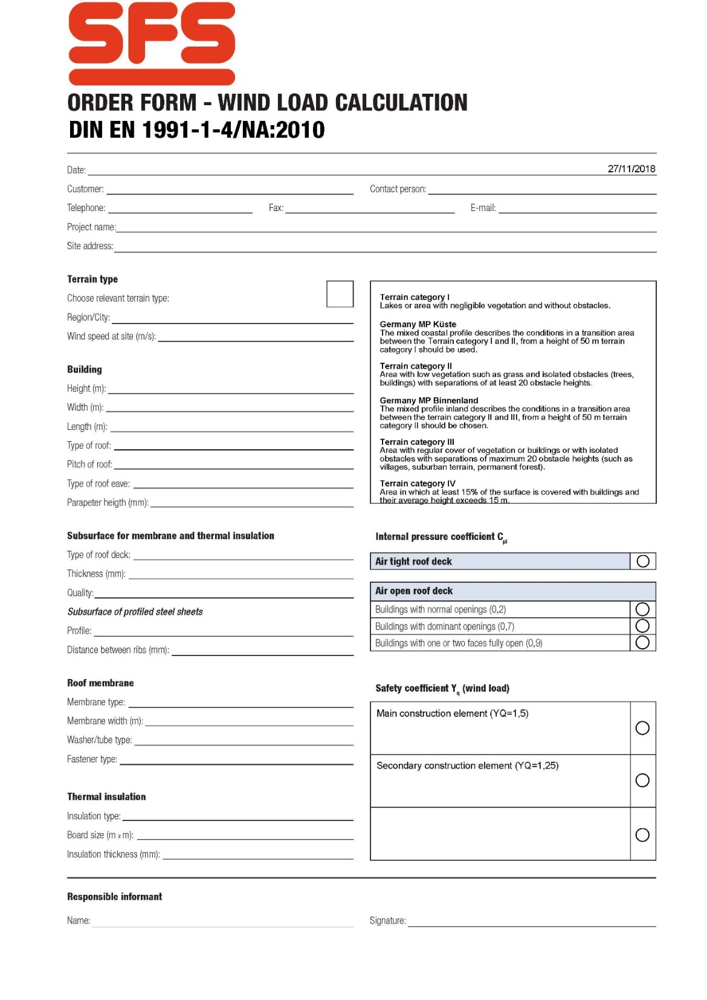 SFS
ORDER FORM - WIND LOAD CALCULATION
DIN EN 1991-1-4/NA:2010
Date: 27/11/2018
Customer: Contact person:
Telephone: Fax: E-mail:
Project name:
Site address:
Terrain type
Choose relevant terrain type:
Region/City:
Wind speed at site (m/s):
Building
Height (m):
Width (m):
Length (m):
Type of roof:
Pitch of roof:
Type of roof eave:
Parapeter heigth (mm):
Terrain category I
Lakes or area with negligible vegetation and without obstacles.
Germany MP Küste
The mixed coastal profile describes the conditions in a transition area
between the Terrain category I and II, from a height of 50 m terrain
category I should be used.
Terrain category II
Area with low vegetation such as grass and isolated obstacles (trees,
buildings) with separations of at least 20 obstacle heights.
Germany MP Binnenland
The mixed profile inland describes the conditions in a transition area
between the terrain category II and III, from a height of 50 m terrain
category II should be chosen.
Terrain category III
Area with regular cover of vegetation or buildings or with isolated
obstacles with separations of maximum 20 obstacle heights (such as
villages, suburban terrain, permanent forest).
Terrain category IV
Area in which at least 15% of the surface is covered with buildings and
their average height exceeds 15 m.
Subsurface for membrane and thermal insulation
Type of roof deck:
Thickness (mm):
Quality:
Subsurface of profiled steel sheets
Profile:
Distance between ribs (mm):
Internal pressure coefficient Cpi
Air tight roof deck
Air open roof deck
Buildings with normal openings (0,2)
Buildings with dominant openings (0,7)
Buildings with one or two faces fully open (0,9)
Roof membrane
Membrane type:
Membrane width (m):
Washer/tube type:
Fastener type:
Thermal insulation
Insulation type:
Board size (m x m):
Insulation thickness (mm):
Safety coefficient Yq (wind load)
Main construction element (YQ=1,5)
Secondary construction element (YQ=1,25)
Responsible informant
Name: Signature: